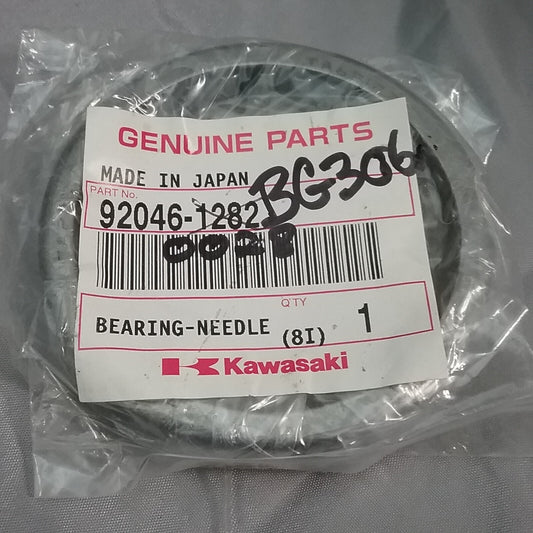 GENUINE PARTS
MADE IN JAPAN
PART No.
92046-1282 BG306
0028
Q'TY
BEARING-NEEDLE (8I) 1
Kawasaki